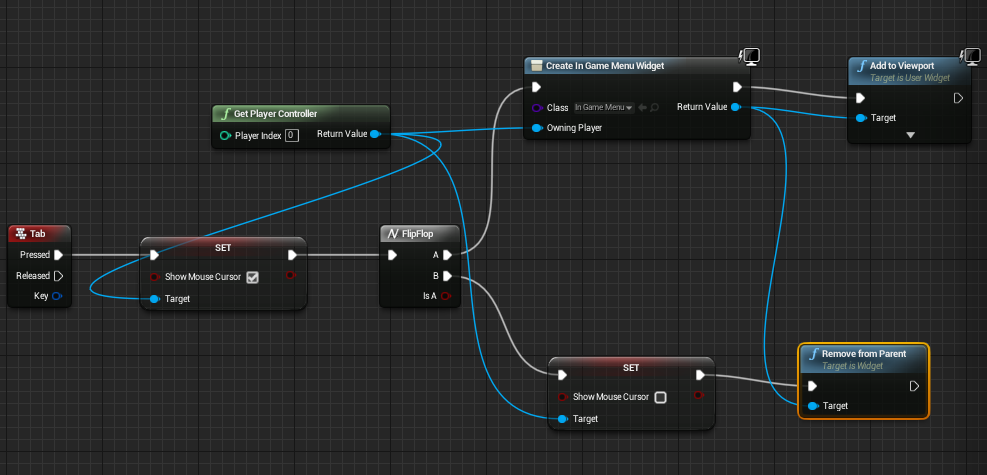 Create In Game Menu Widget
Class In Game Menu
Return Value
Owning Player
Add to Viewport
Target is User Widget
Target
Get Player Controller
Player Index 0
Return Value
Tab
Pressed
Released
Key
SET
Show Mouse Cursor
Target
FlipFlop
A
B
Is A
SET
Show Mouse Cursor
Target
Remove from Parent
Target is Widget
Target